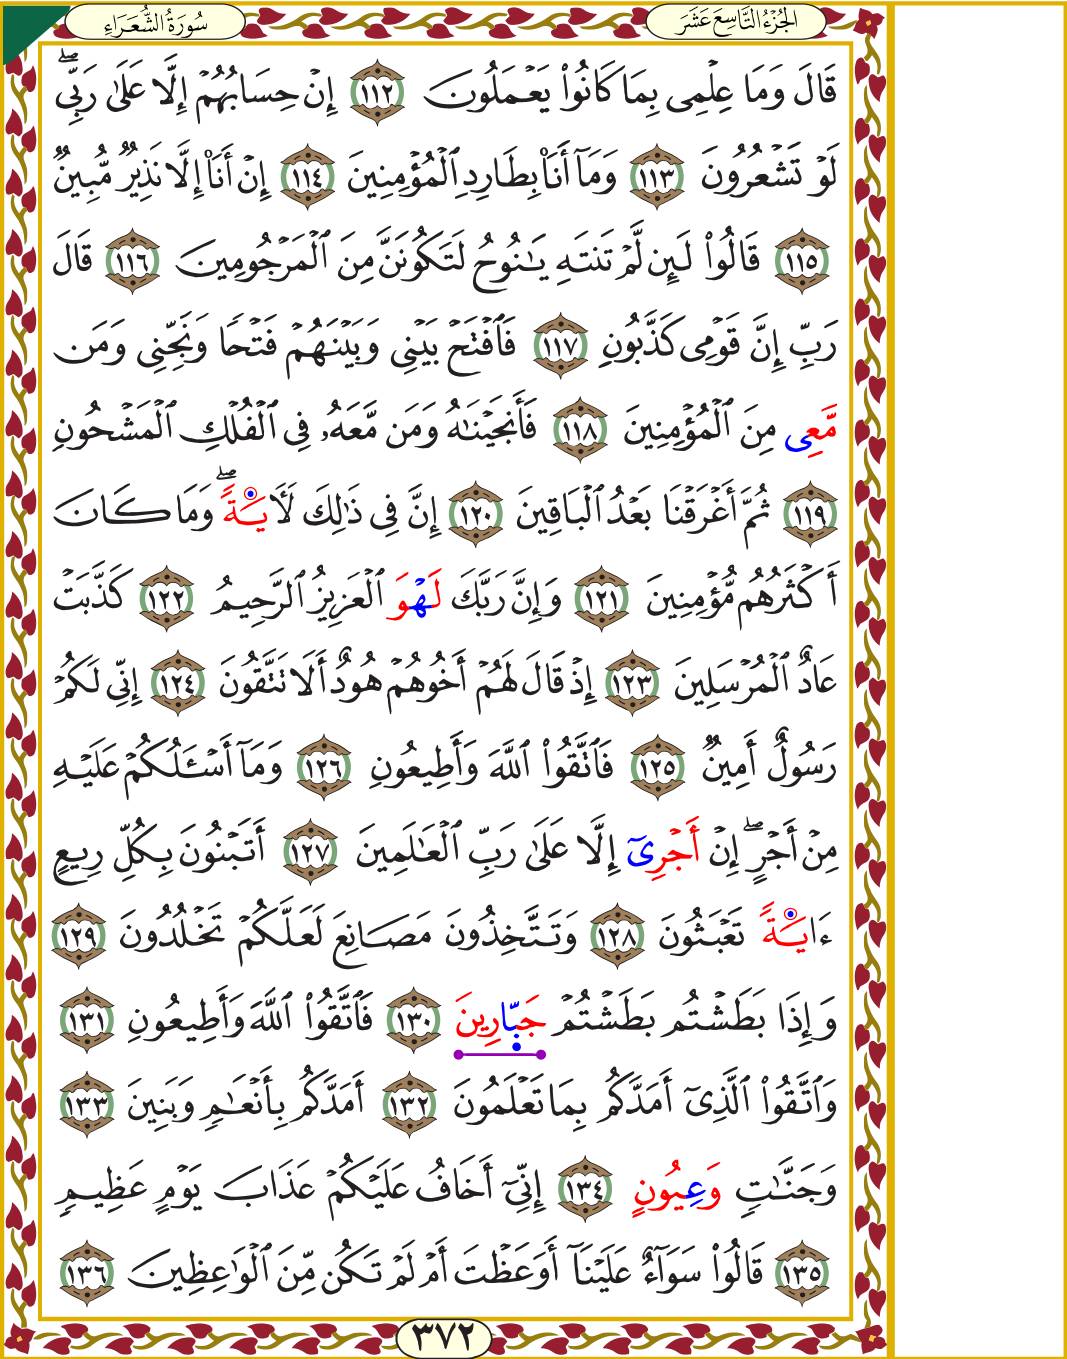 الجُزْءُ التَّاسِعَ عَشَرَ
سُورَةُ الشُّعَرَاءِ
قَالَ وَمَا عِلْمِى بِمَا كَانُوا۟ يَعْمَلُونَ ١١٢ إِنْ حِسَابُهُمْ إِلَّا عَلَىٰ رَبِّىۖ
لَوْ تَشْعُرُونَ ١١٣ وَمَآ أَنَا۠ بِطَارِدِ ٱلْمُؤْمِنِينَ ١١٤ إِنْ أَنَا۠ إِلَّا نَذِيرٌ مُّبِينٌ
١١٥ قَالُوا۟ لَئِن لَّمْ تَنتَهِ يَـٰنُوحُ لَتَكُونَنَّ مِنَ ٱلْمَرْجُومِينَ ١١٦ قَالَ
رَبِّ إِنَّ قَوْمِى كَذَّبُونِ ١١٧ فَٱفْتَحْ بَيْنِى وَبَيْنَهُمْ فَتْحًا وَنَجِّنِى وَمَن
مَّعِى مِنَ ٱلْمُؤْمِنِينَ ١١٨ فَأَنجَيْنَـٰهُ وَمَن مَّعَهُۥ فِى ٱلْفُلْكِ ٱلْمَشْحُونِ
١١٩ ثُمَّ أَغْرَقْنَا بَعْدُ ٱلْبَاقِينَ ١٢٠ إِنَّ فِى ذَٰلِكَ لَـَٔايَةًۖ وَمَا كَانَ
أَكْثَرُهُم مُّؤْمِنِينَ ١٢١ وَإِنَّ رَبَّكَ لَهْوَ ٱلْعَزِيزُ ٱلرَّحِيمُ ١٢٢ كَذَّبَتْ
عَادٌ ٱلْمُرْسَلِينَ ١٢٣ إِذْ قَالَ لَهُمْ أَخُوهُمْ هُودٌ أَلَا تَتَّقُونَ ١٢٤ إِنِّى لَكُمْ
رَسُولٌ أَمِينٌ ١٢٥ فَٱتَّقُوا۟ ٱللَّهَ وَأَطِيعُونِ ١٢٦ وَمَآ أَسْـَٔلُكُمْ عَلَيْهِ
مِنْ أَجْرٍۖ إِنْ أَجْرِىٓ إِلَّا عَلَىٰ رَبِّ ٱلْعَـٰلَمِينَ ١٢٧ أَتَبْنُونَ بِكُلِّ رِيعٍ
ءَايَةً تَعْبَثُونَ ١٢٨ وَتَتَّخِذُونَ مَصَانِعَ لَعَلَّكُمْ تَخْلُدُونَ ١٢٩
وَإِذَا بَطَشْتُم بَطَشْتُمْ جَبَّارِينَ ١٣٠ فَٱتَّقُوا۟ ٱللَّهَ وَأَطِيعُونِ ١٣١
وَٱتَّقُوا۟ ٱلَّذِىٓ أَمَدَّكُم بِمَا تَعْلَمُونَ ١٣٢ أَمَدَّكُم بِأَنْعَـٰمٍ وَبَنِينَ ١٣٣
وَجَنَّـٰتٍ وَعِيُونٍ ١٣٤ إِنِّىٓ أَخَافُ عَلَيْكُمْ عَذَابَ يَوْمٍ عَظِيمٍ
١٣٥ قَالُوا۟ سَوَآءٌ عَلَيْنَآ أَوَعَظْتَ أَمْ لَمْ تَكُن مِّنَ ٱلْوَٰعِظِينَ ١٣٦
٣٧٢